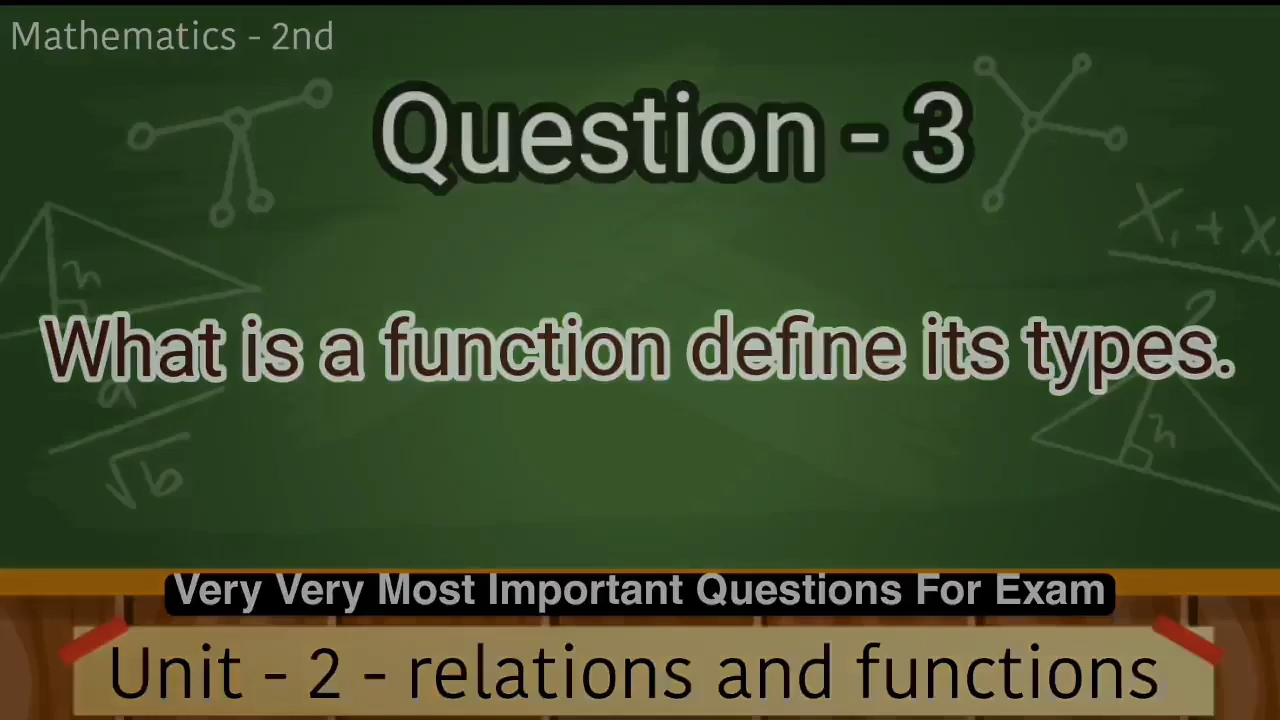 Mathematics - 2nd
Question - 3
What is a function define its types.
Very Very Most Important Questions For Exam
Unit - 2 - relations and functions